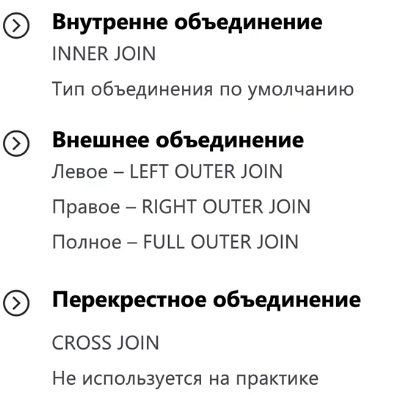 Внутренне объединение
INNER JOIN
Тип объединения по умолчанию
Внешнее объединение
Левое – LEFT OUTER JOIN
Правое – RIGHT OUTER JOIN
Полное – FULL OUTER JOIN
Перекрестное объединение
CROSS JOIN
Не используется на практике